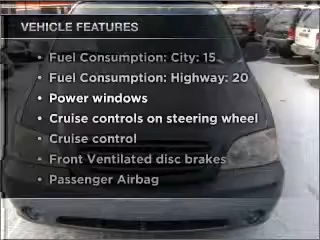 VEHICLE FEATURES
• Fuel Consumption: City: 15
• Fuel Consumption: Highway: 20
• Power windows
• Cruise controls on steering wheel
• Cruise control
• Front Ventilated disc brakes
• Passenger Airbag